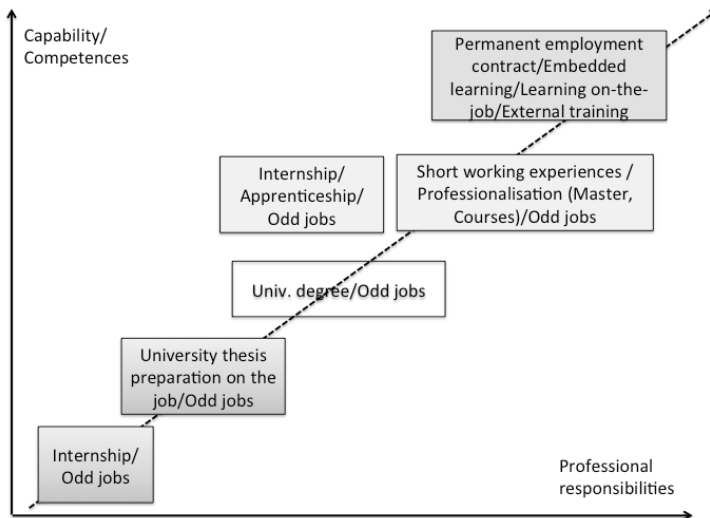 Capability/
Competences
Permanent employment
contract/Embedded
learning/Learning on-the-
job/External training
Internship/
Apprenticeship/
Odd jobs
Short working experiences /
Professionalisation (Master,
Courses)/Odd jobs
Univ. degree/Odd jobs
University thesis
preparation on the
job/Odd jobs
Internship/
Odd jobs
Professional
responsibilities